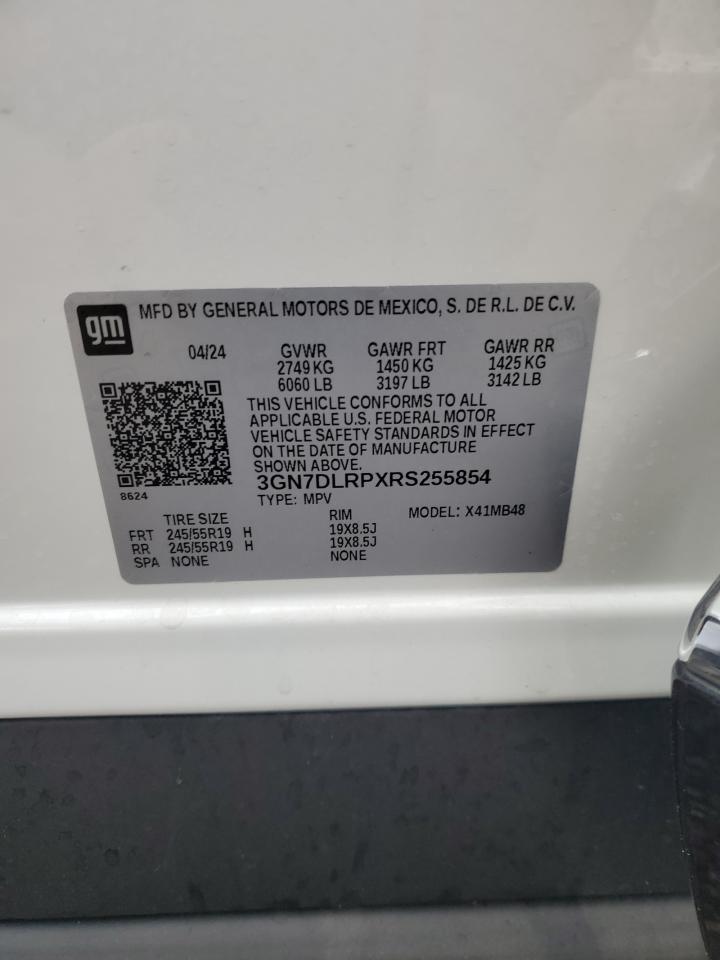 gm MFD BY GENERAL MOTORS DE MEXICO, S. DE R.L. DE C.V.
04/24 GVWR GAWR FRT GAWR RR
2749 KG 1450 KG 1425 KG
6060 LB 3197 LB 3142 LB
THIS VEHICLE CONFORMS TO ALL
APPLICABLE U.S. FEDERAL MOTOR
VEHICLE SAFETY STANDARDS IN EFFECT
ON THE DATE OF MANUFACTURE
SHOWN ABOVE.
3GN7DLRPXRS255854
8624
TYPE: MPV MODEL: X41MB48
TIRE SIZE RIM
FRT 245/55R19 H 19X8.5J
RR 245/55R19 H 19X8.5J
SPA NONE NONE